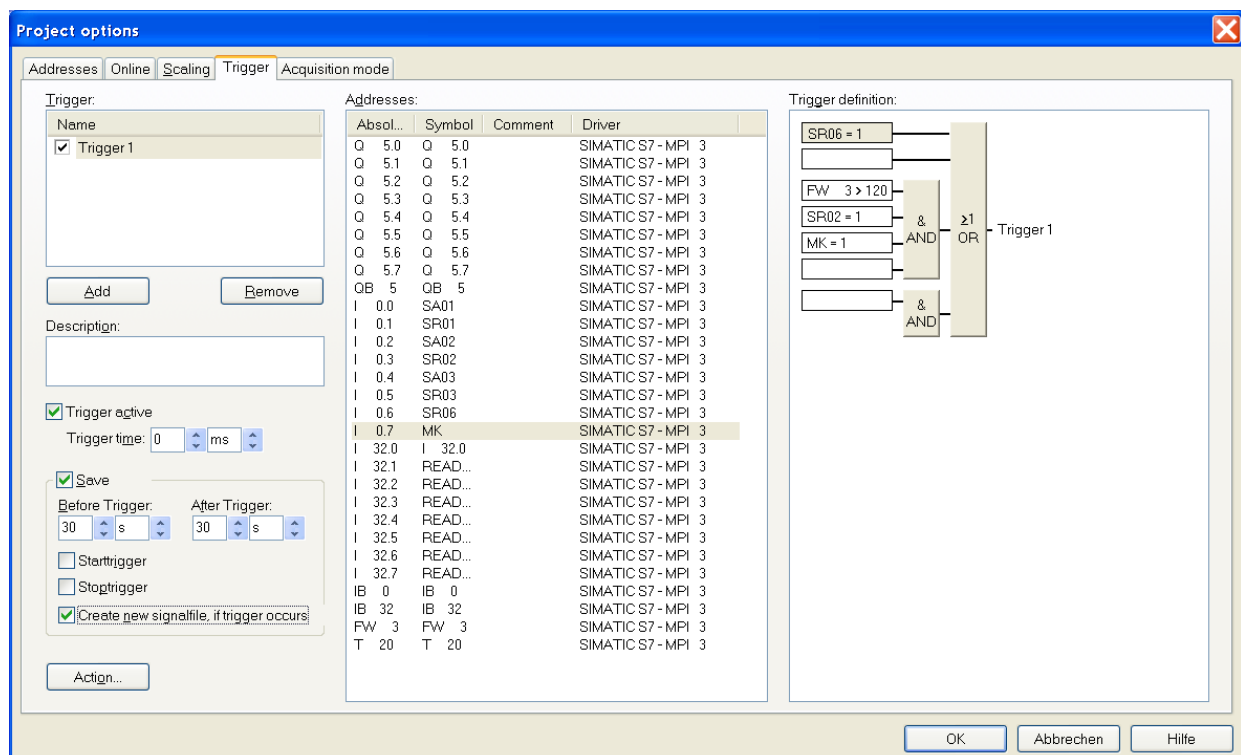 Project options
Addresses Online Scaling Trigger Acquisition mode
Trigger:
Name
Trigger 1
Add Remove
Description:
Trigger active
Trigger time: 0 ms
Save
Before Trigger: After Trigger:
30 s 30 s
Starttrigger
Stoptrigger
Create new signalfile, if trigger occurs
Action...
Addresses:
Absol... Symbol Comment Driver
Q 5.0 Q 5.0 SIMATIC S7 - MPI 3
Q 5.1 Q 5.1 SIMATIC S7 - MPI 3
Q 5.2 Q 5.2 SIMATIC S7 - MPI 3
Q 5.3 Q 5.3 SIMATIC S7 - MPI 3
Q 5.4 Q 5.4 SIMATIC S7 - MPI 3
Q 5.5 Q 5.5 SIMATIC S7 - MPI 3
Q 5.6 Q 5.6 SIMATIC S7 - MPI 3
Q 5.7 Q 5.7 SIMATIC S7 - MPI 3
QB 5 QB 5 SIMATIC S7 - MPI 3
I 0.0 SA01 SIMATIC S7 - MPI 3
I 0.1 SR01 SIMATIC S7 - MPI 3
I 0.2 SA02 SIMATIC S7 - MPI 3
I 0.3 SR02 SIMATIC S7 - MPI 3
I 0.4 SA03 SIMATIC S7 - MPI 3
I 0.5 SR03 SIMATIC S7 - MPI 3
I 0.6 SR06 SIMATIC S7 - MPI 3
I 0.7 MK SIMATIC S7 - MPI 3
I 32.0 I 32.0 SIMATIC S7 - MPI 3
I 32.1 READ... SIMATIC S7 - MPI 3
I 32.2 READ... SIMATIC S7 - MPI 3
I 32.3 READ... SIMATIC S7 - MPI 3
I 32.4 READ... SIMATIC S7 - MPI 3
I 32.5 READ... SIMATIC S7 - MPI 3
I 32.6 READ... SIMATIC S7 - MPI 3
I 32.7 READ... SIMATIC S7 - MPI 3
IB 0 IB 0 SIMATIC S7 - MPI 3
IB 32 IB 32 SIMATIC S7 - MPI 3
FW 3 FW 3 SIMATIC S7 - MPI 3
T 20 T 20 SIMATIC S7 - MPI 3
Trigger definition:
SR06 = 1
FW 3 > 120
SR02 = 1
MK = 1
&
AND
≥1
OR
Trigger 1
&
AND
OK Abbrechen Hilfe